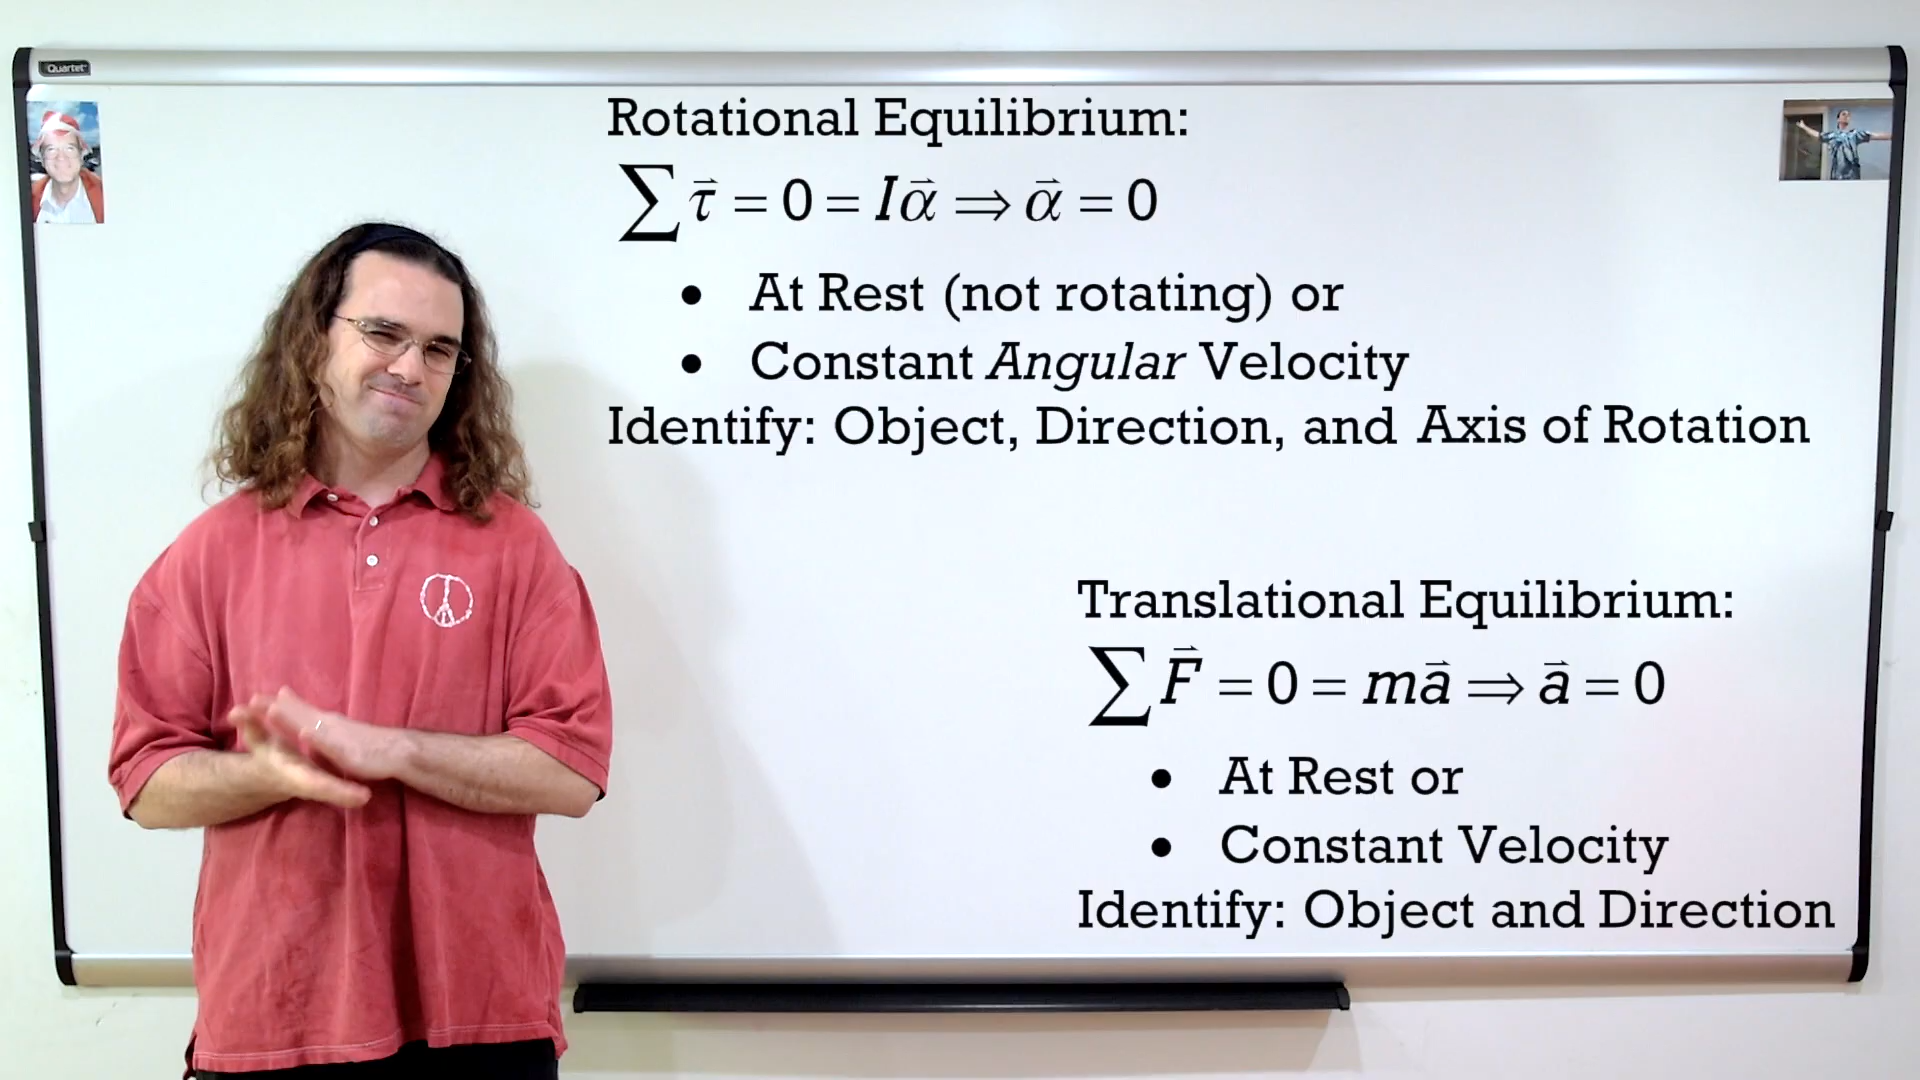 Quartet
Rotational Equilibrium:
∑τ⃗ = 0 = Iα⃗ ⟹ α⃗ = 0
• At Rest (not rotating) or
• Constant Angular Velocity
Identify: Object, Direction, and Axis of Rotation
Translational Equilibrium:
∑F⃗ = 0 = ma⃗ ⟹ a⃗ = 0
• At Rest or
• Constant Velocity
Identify: Object and Direction